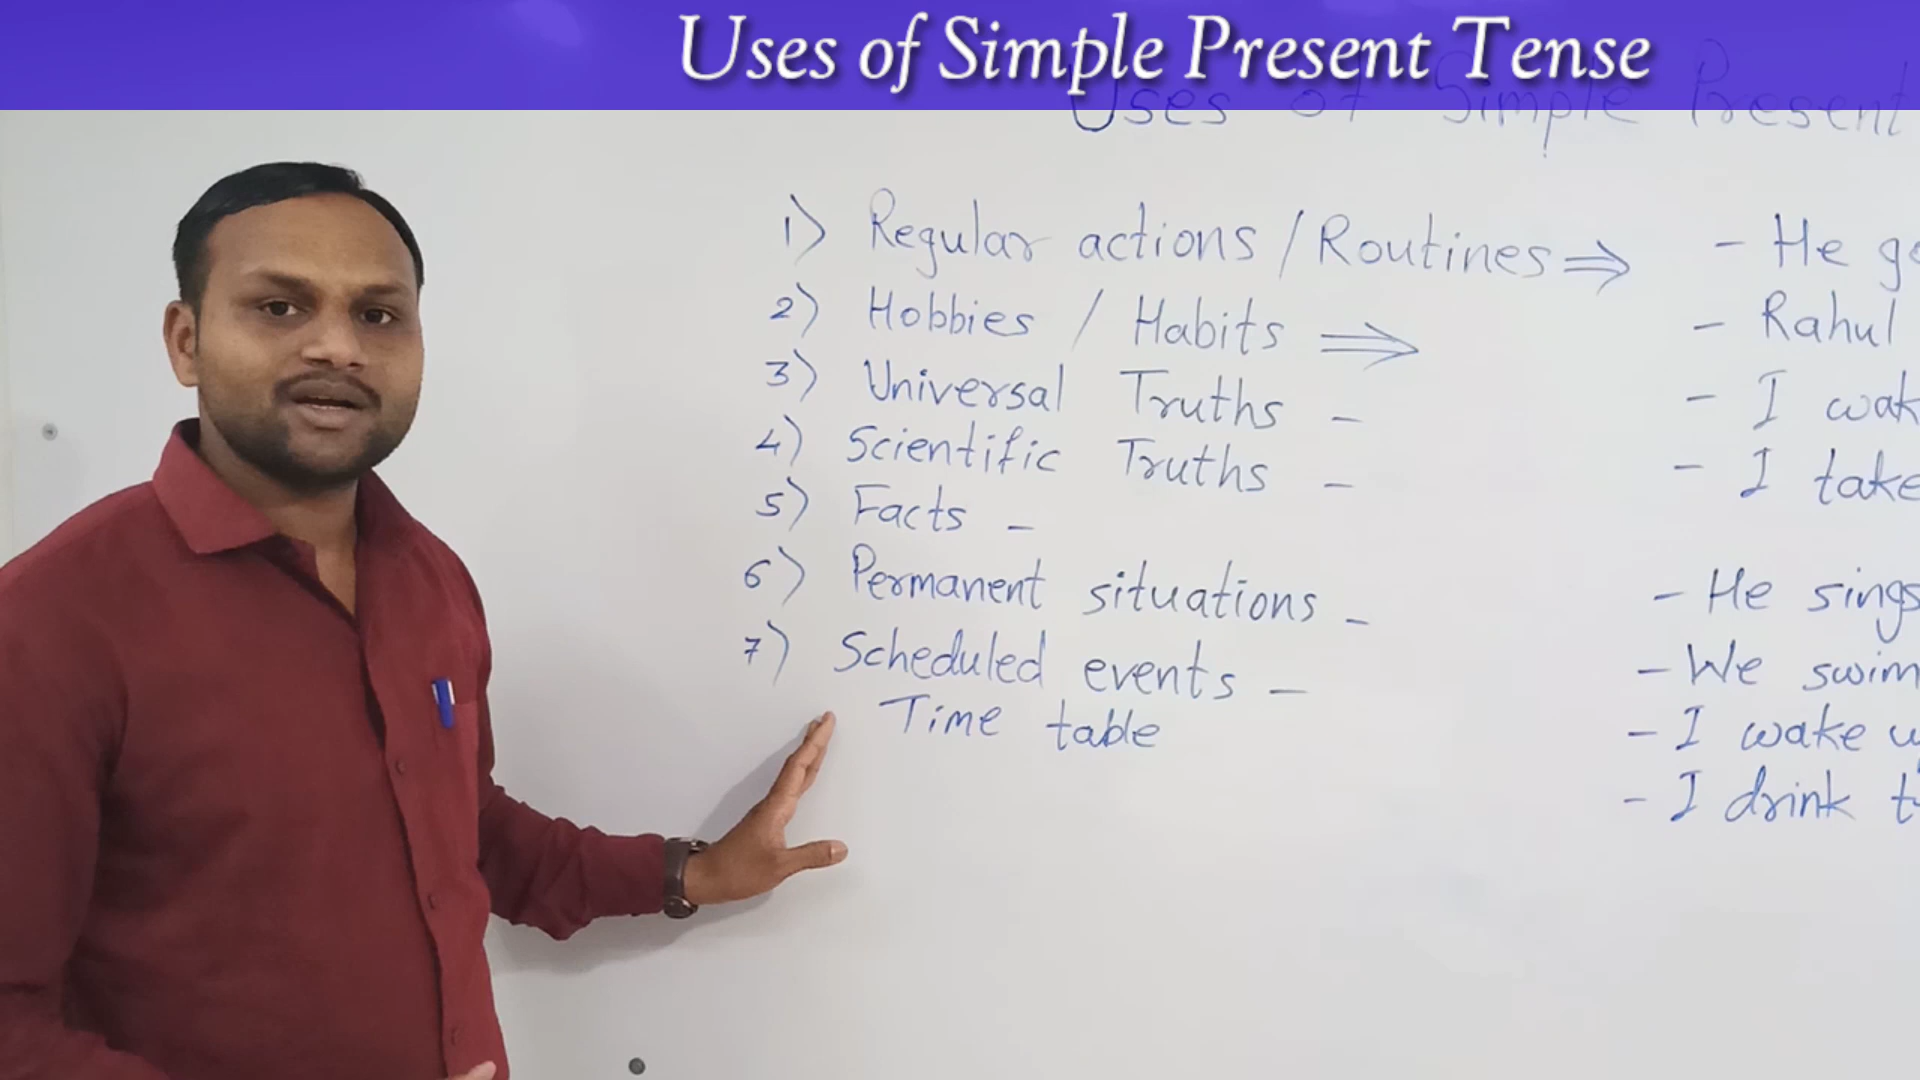 Uses of Simple Present Tense
Uses of Simple Present
1) Regular actions / Routines ⇒ - He
2) Hobbies / Habits ⇒ - Rahul
3) Universal Truths - - I
4) Scientific Truths - - I take
5) Facts -
6) Permanent situations - - He sings
7) Scheduled events - - We swim
Time table - I wake
- I drink